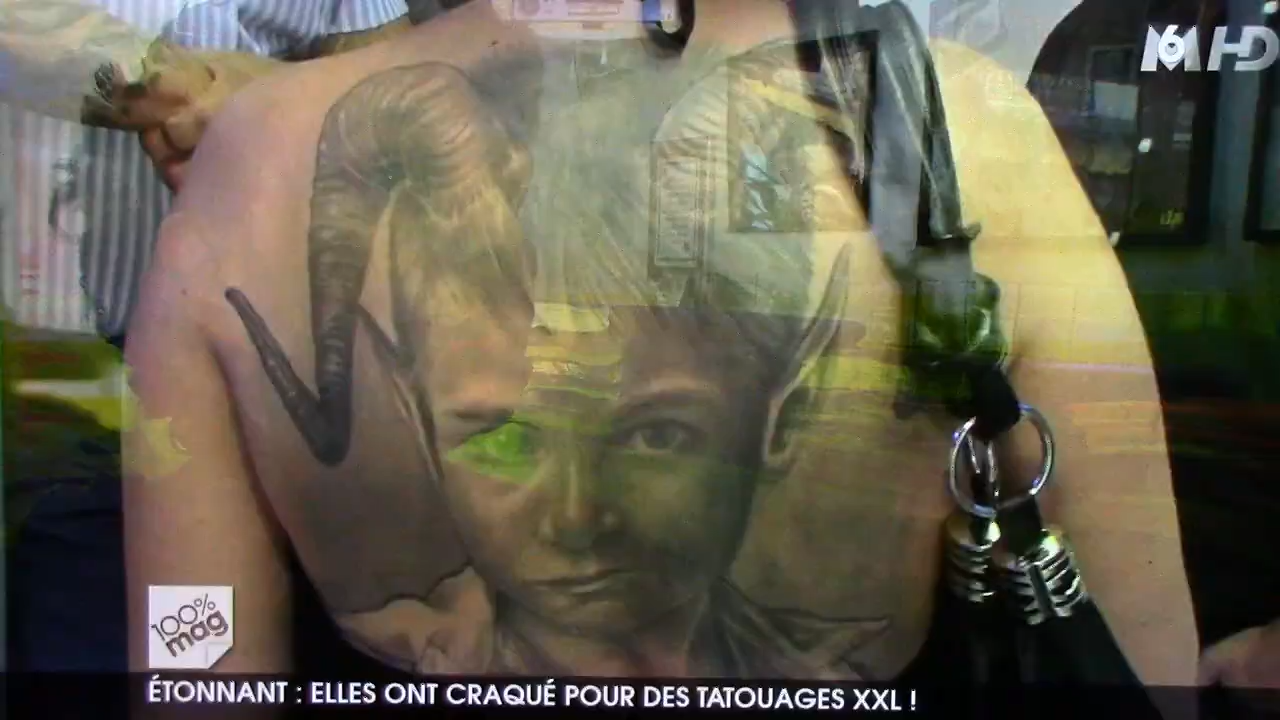 M6 HD
100%
mag
ÉTONNANT : ELLES ONT CRAQUÉ POUR DES TATOUAGES XXL !